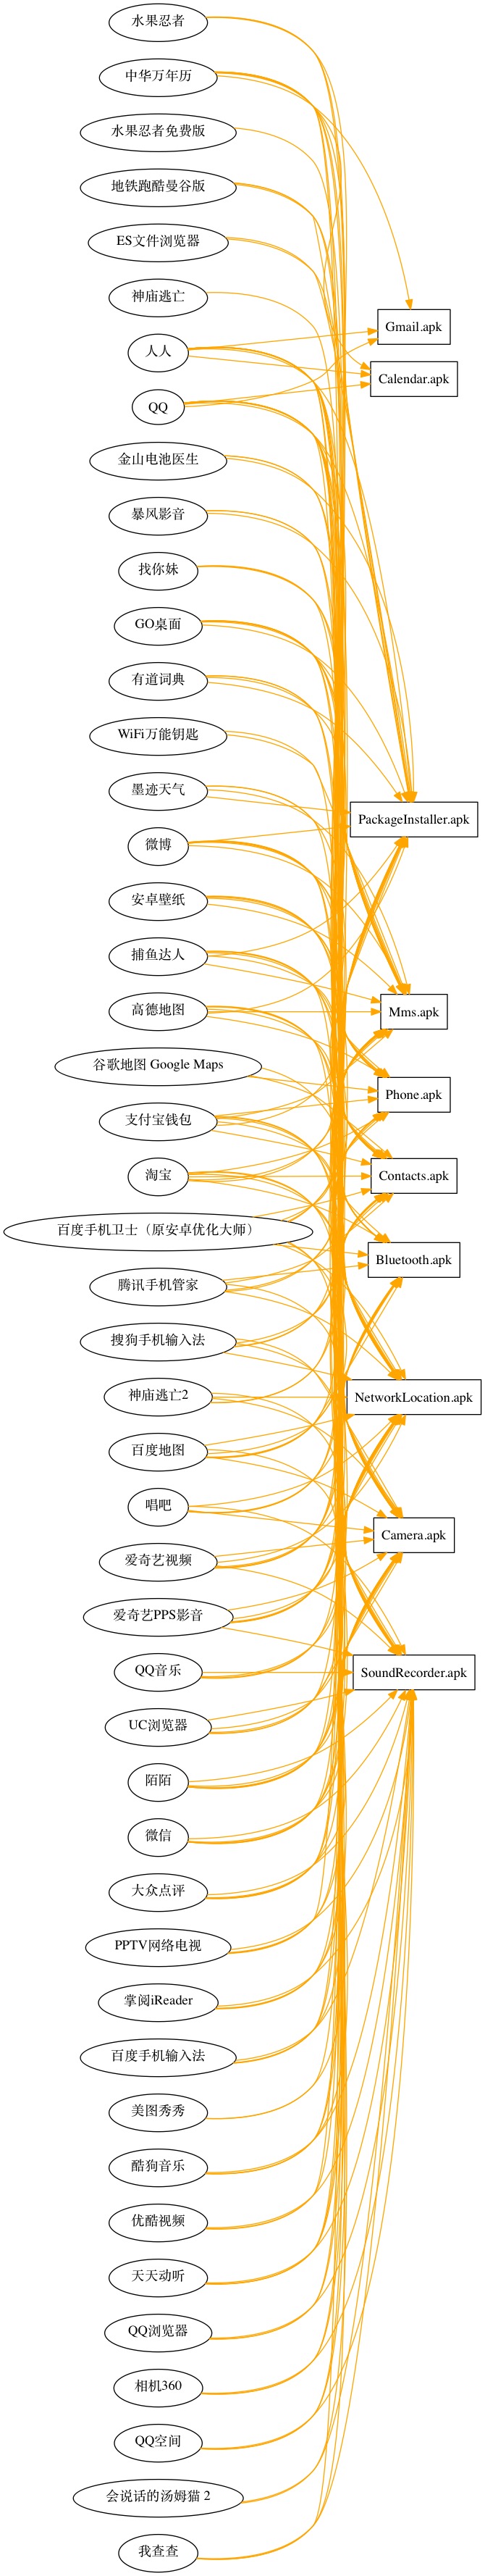 水果忍者
中华万年历
水果忍者免费版
地铁跑酷曼谷版
ES文件浏览器
神庙逃亡
Gmail.apk
人人
Calendar.apk
QQ
金山电池医生
暴风影音
找你妹
GO桌面
有道词典
WiFi万能钥匙
墨迹天气
PackageInstaller.apk
微博
安卓壁纸
捕鱼达人
高德地图
Mms.apk
谷歌地图 Google Maps
Phone.apk
支付宝钱包
淘宝
Contacts.apk
百度手机卫士（原安卓优化大师）
Bluetooth.apk
腾讯手机管家
搜狗手机输入法
神庙逃亡2
NetworkLocation.apk
百度地图
唱吧
Camera.apk
爱奇艺视频
爱奇艺PPS影音
QQ音乐
SoundRecorder.apk
UC浏览器
陌陌
微信
大众点评
PPTV网络电视
掌阅iReader
百度手机输入法
美图秀秀
酷狗音乐
优酷视频
天天动听
QQ浏览器
相机360
QQ空间
会说话的汤姆猫 2
我查查